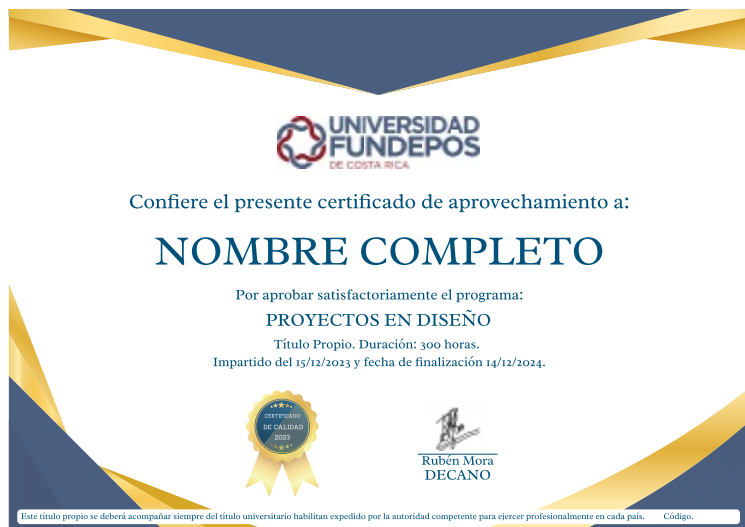 UNIVERSIDAD
FUNDEPOS
DE COSTA RICA
Confiere el presente certificado de aprovechamiento a:
NOMBRE COMPLETO
Por aprobar satisfactoriamente el programa:
PROYECTOS EN DISEÑO
Título Propio. Duración: 300 horas.
Impartido del 15/12/2023 y fecha de finalización 14/12/2024.
CERTIFICADO
DE CALIDAD
2023
Rubén Mora
DECANO
Este título propio se deberá acompañar siempre del título universitario habilitan expedido por la autoridad competente para ejercer profesionalmente en cada país. Código.